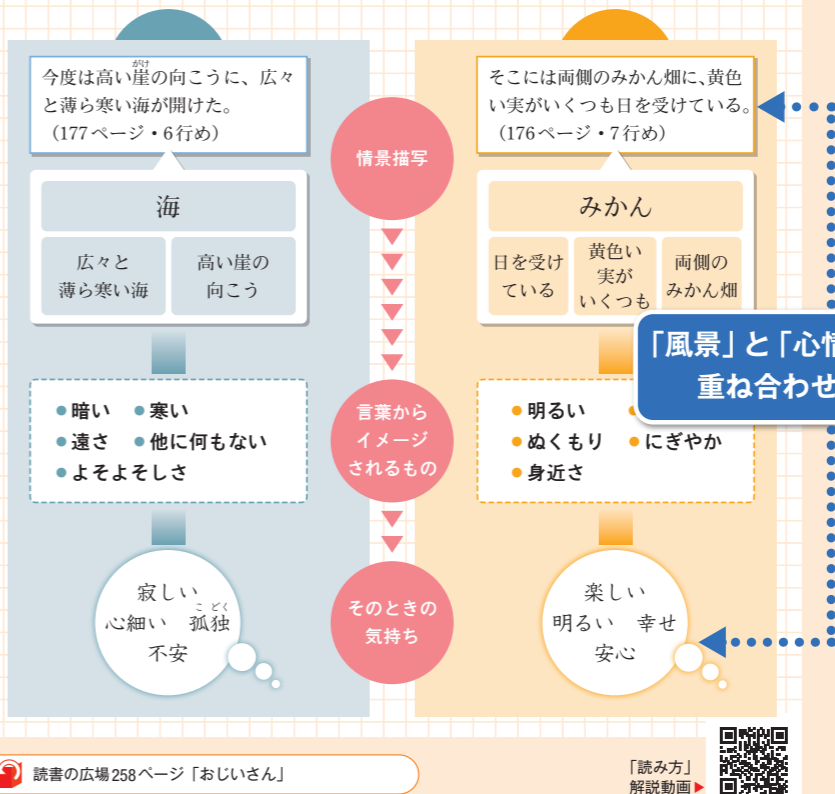 今度は高い崖の向こうに、広々
がけ
と薄ら寒い海が開けた。
（177ページ・6行め）
海
広々と
薄ら寒い海
高い崖の
向こう
●暗い ●寒い
●遠さ ●他に何もない
●よそよそしさ
寂しい
心細い 孤独
こどく
不安
情景描写
言葉から
イメージ
されるもの
そのときの
気持ち
そこには両側のみかん畑に、黄色
い実がいくつも日を受けている。
（176ページ・7行め）
みかん
日を受け
ている
黄色い
実が
いくつも
両側の
みかん畑
「風景」と「心情
重ね合わせ
●明るい
●ぬくもり ●にぎやか
●身近さ
楽しい
明るい 幸せ
安心
読書の広場258ページ「おじいさん」
「読み方」
解説動画▶